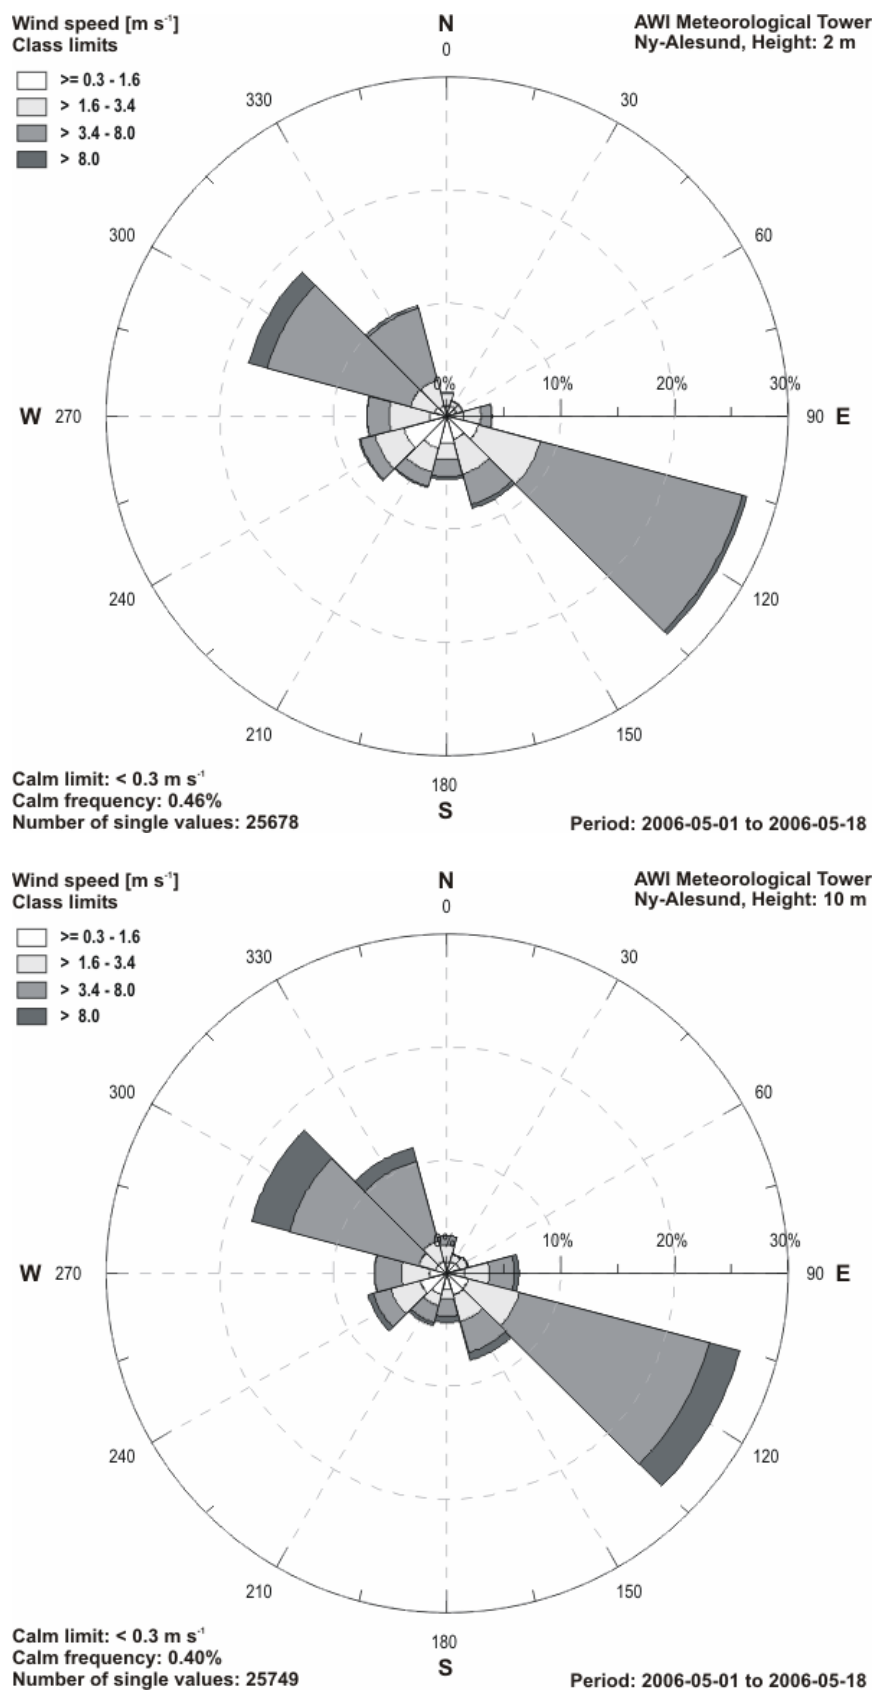 Wind speed [m s⁻¹]
Class limits
>= 0.3 - 1.6
> 1.6 - 3.4
> 3.4 - 8.0
> 8.0
AWI Meteorological Tower
Ny-Alesund, Height: 2 m
N
0
330
30
300
60
0%
10%
20%
30%
W
270
90
E
240
120
210
150
180
S
Calm limit: < 0.3 m s⁻¹
Calm frequency: 0.46%
Number of single values: 25678
Period: 2006-05-01 to 2006-05-18
Wind speed [m s⁻¹]
Class limits
>= 0.3 - 1.6
> 1.6 - 3.4
> 3.4 - 8.0
> 8.0
AWI Meteorological Tower
Ny-Alesund, Height: 10 m
N
0
330
30
300
60
0%
10%
20%
30%
W
270
90
E
240
120
210
150
180
S
Calm limit: < 0.3 m s⁻¹
Calm frequency: 0.40%
Number of single values: 25749
Period: 2006-05-01 to 2006-05-18